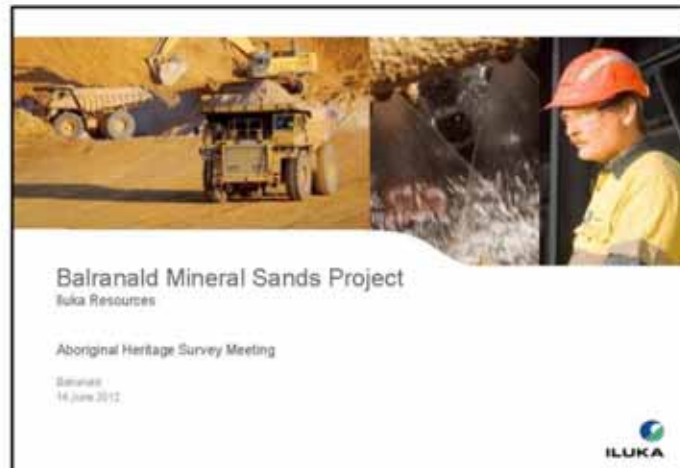 Balranald Mineral Sands Project
Iluka Resources
Aboriginal Heritage Survey Meeting
Balranald
14 June 2012
ILUKA